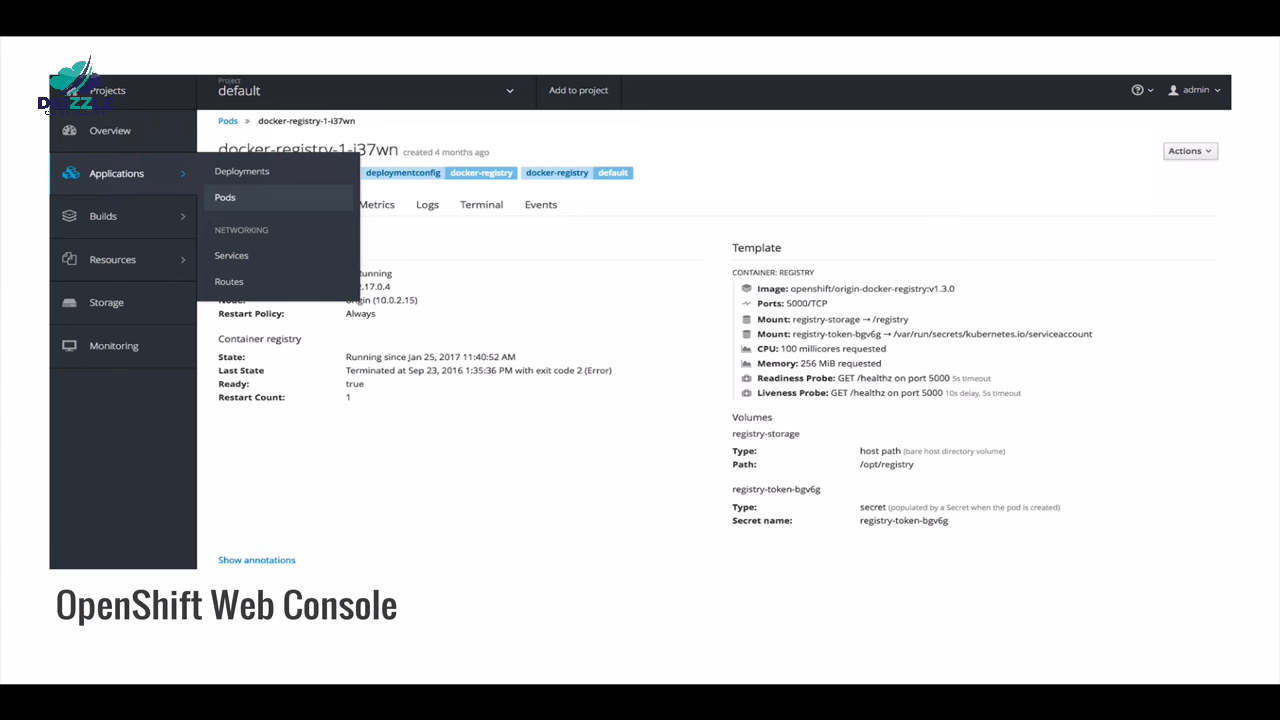 Projects
Project
default
Add to project
admin
Overview
Applications
Builds
Resources
Storage
Monitoring
Deployments
Pods
NETWORKING
Services
Routes
Pods » docker-registry-1-i37wn
docker-registry-1-i37wn created 4 months ago
Actions
deploymentconfig docker-registry docker-registry default
Metrics Logs Terminal Events
Running
origin (10.0.2.15)
Restart Policy: Always
Container registry
State: Running since Jan 25, 2017 11:40:52 AM
Last State Terminated at Sep 23, 2016 1:35:36 PM with exit code 2 (Error)
Ready: true
Restart Count: 1
Show annotations
Template
CONTAINER: REGISTRY
Image: openshift/origin-docker-registry:v1.3.0
Ports: 5000/TCP
Mount: registry-storage → /registry
Mount: registry-token-bgv6g → /var/run/secrets/kubernetes.io/serviceaccount
CPU: 100 millicores requested
Memory: 256 MiB requested
Readiness Probe: GET /healthz on port 5000 5s timeout
Liveness Probe: GET /healthz on port 5000 10s delay, 5s timeout
Volumes
registry-storage
Type: host path (bare host directory volume)
Path: /opt/registry
registry-token-bgv6g
Type: secret (populated by a Secret when the pod is created)
Secret name: registry-token-bgv6g
OpenShift Web Console